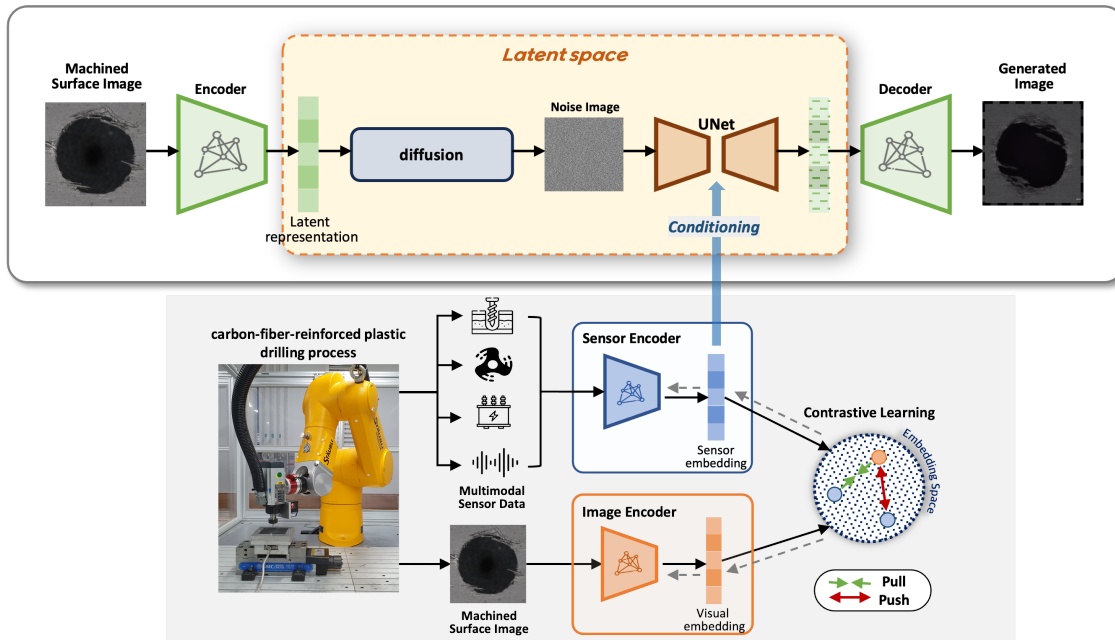 Latent space
Machined
Surface Image
Encoder
Noise Image
UNet
Decoder
Generated
Image
diffusion
Latent
representation
Conditioning
carbon-fiber-reinforced plastic
drilling process
Sensor Encoder
Contrastive Learning
Embedding Space
Sensor
embedding
Multimodal
Sensor Data
Image Encoder
Machined
Surface Image
Visual
embedding
Pull
Push